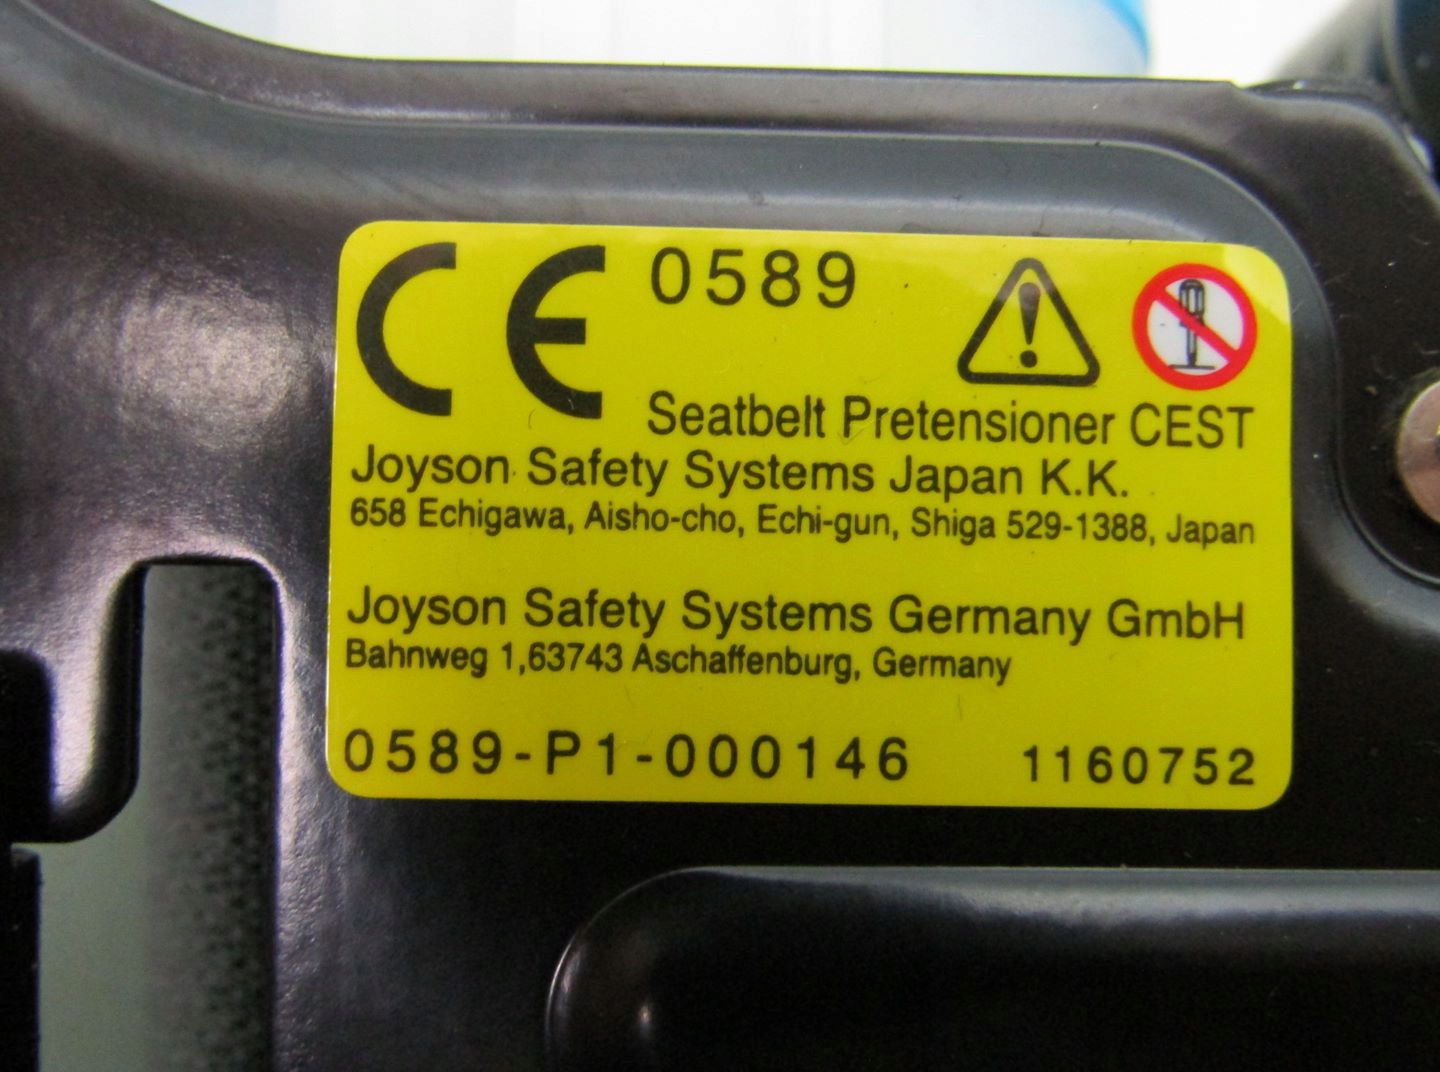 CE 0589
Seatbelt Pretensioner CEST
Joyson Safety Systems Japan K.K.
658 Echigawa, Aisho-cho, Echi-gun, Shiga 529-1388, Japan
Joyson Safety Systems Germany GmbH
Bahnweg 1,63743 Aschaffenburg, Germany
0589-P1-000146 1160752